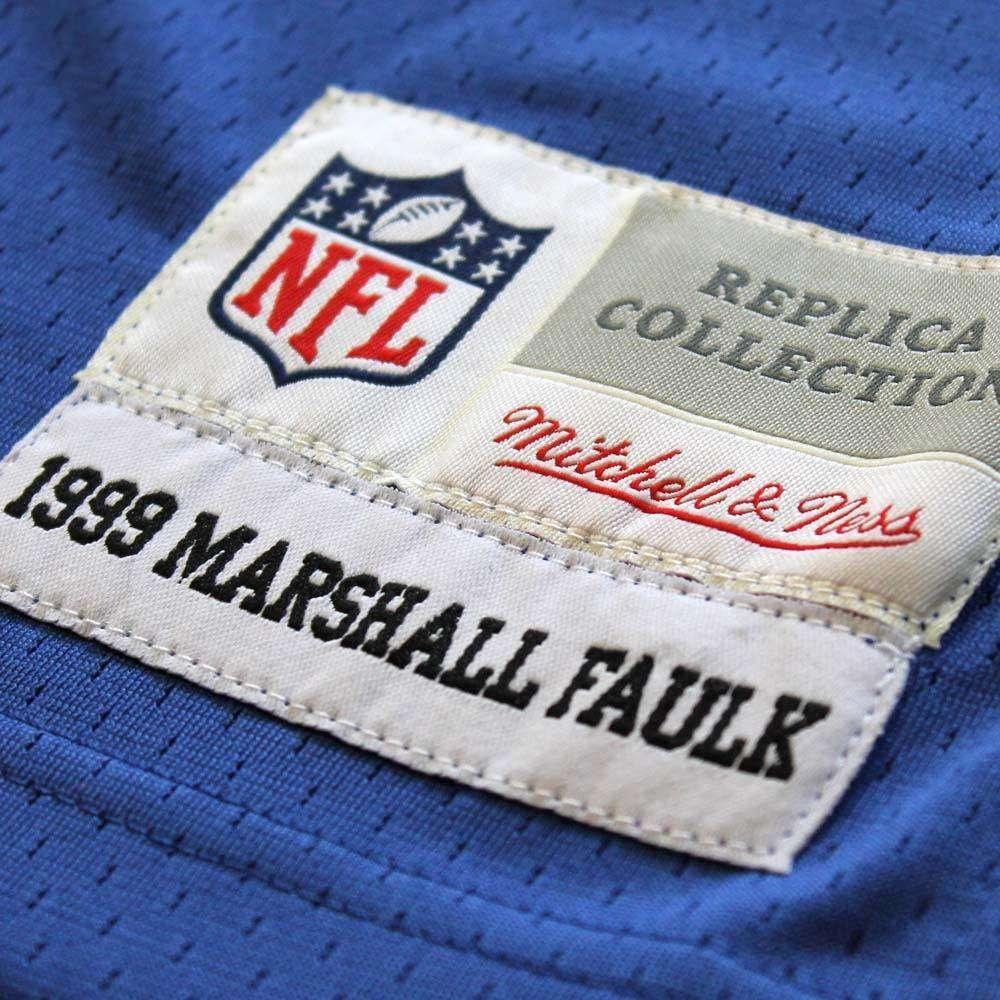 NFL
REPLICA
COLLECTION
Mitchell & Ness
1999 MARSHALL FAULK